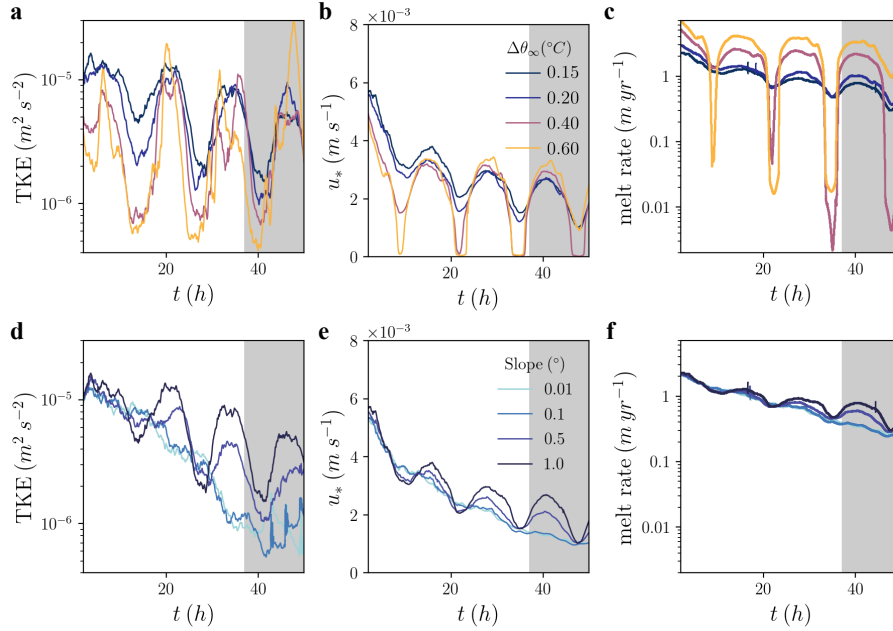 a
b
c
TKE (m² s⁻²)
10⁻⁵
10⁻⁶
20
40
t (h)
× 10⁻³
u* (m s⁻¹)
8
6
4
2
0
Δθ∞(°C)
0.15
0.20
0.40
0.60
20
40
t (h)
melt rate (m yr⁻¹)
1
0.1
0.01
20
40
t (h)
d
e
f
TKE (m² s⁻²)
10⁻⁵
10⁻⁶
20
40
t (h)
× 10⁻³
u* (m s⁻¹)
8
6
4
2
0
Slope (°)
0.01
0.1
0.5
1.0
20
40
t (h)
melt rate (m yr⁻¹)
1
0.1
0.01
20
40
t (h)